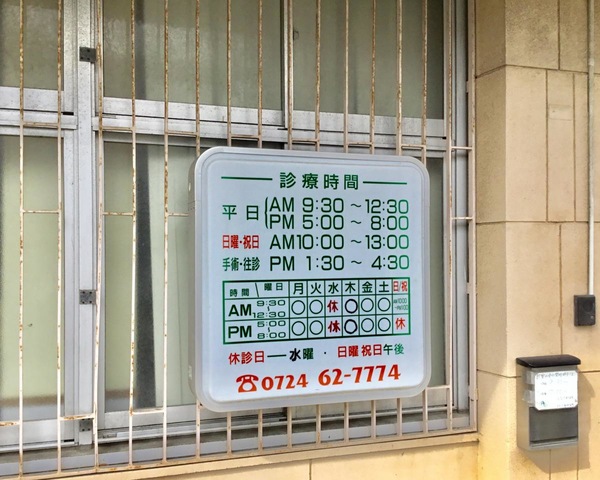 診療時間
平日 AM 9:30 ~ 12:30
PM 5:00 ~ 8:00
日曜・祝日 AM10:00 ~ 13:00
手術・往診 PM 1:30 ~ 4:30
時間 曜日 月 火 水 木 金 土 日/祝
AM 9:30 ~ 12:30 ○ ○ 休 ○ ○ ○
PM 5:00 ~ 8:00 ○ ○ 休 ○ ○ ○ 休
休診日―水曜・日曜祝日午後
☎0724 62-7774